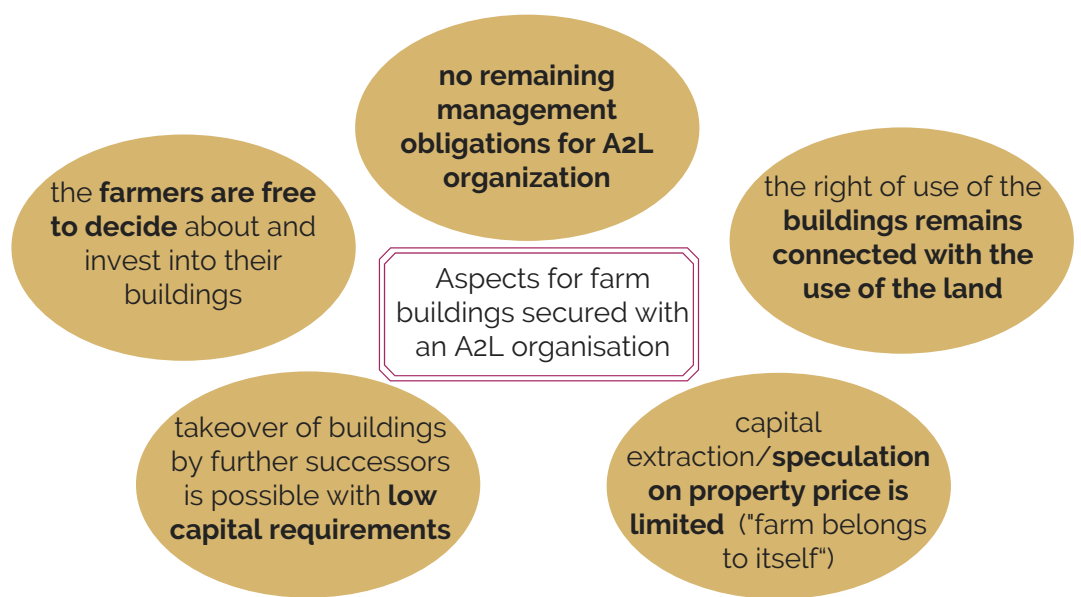 no remaining
management
obligations for A2L
organization
the farmers are free
to decide about and
invest into their
buildings
the right of use of the
buildings remains
connected with the
use of the land
Aspects for farm
buildings secured with
an A2L organisation
takeover of buildings
by further successors
is possible with low
capital requirements
capital
extraction/speculation
on property price is
limited ("farm belongs
to itself“)